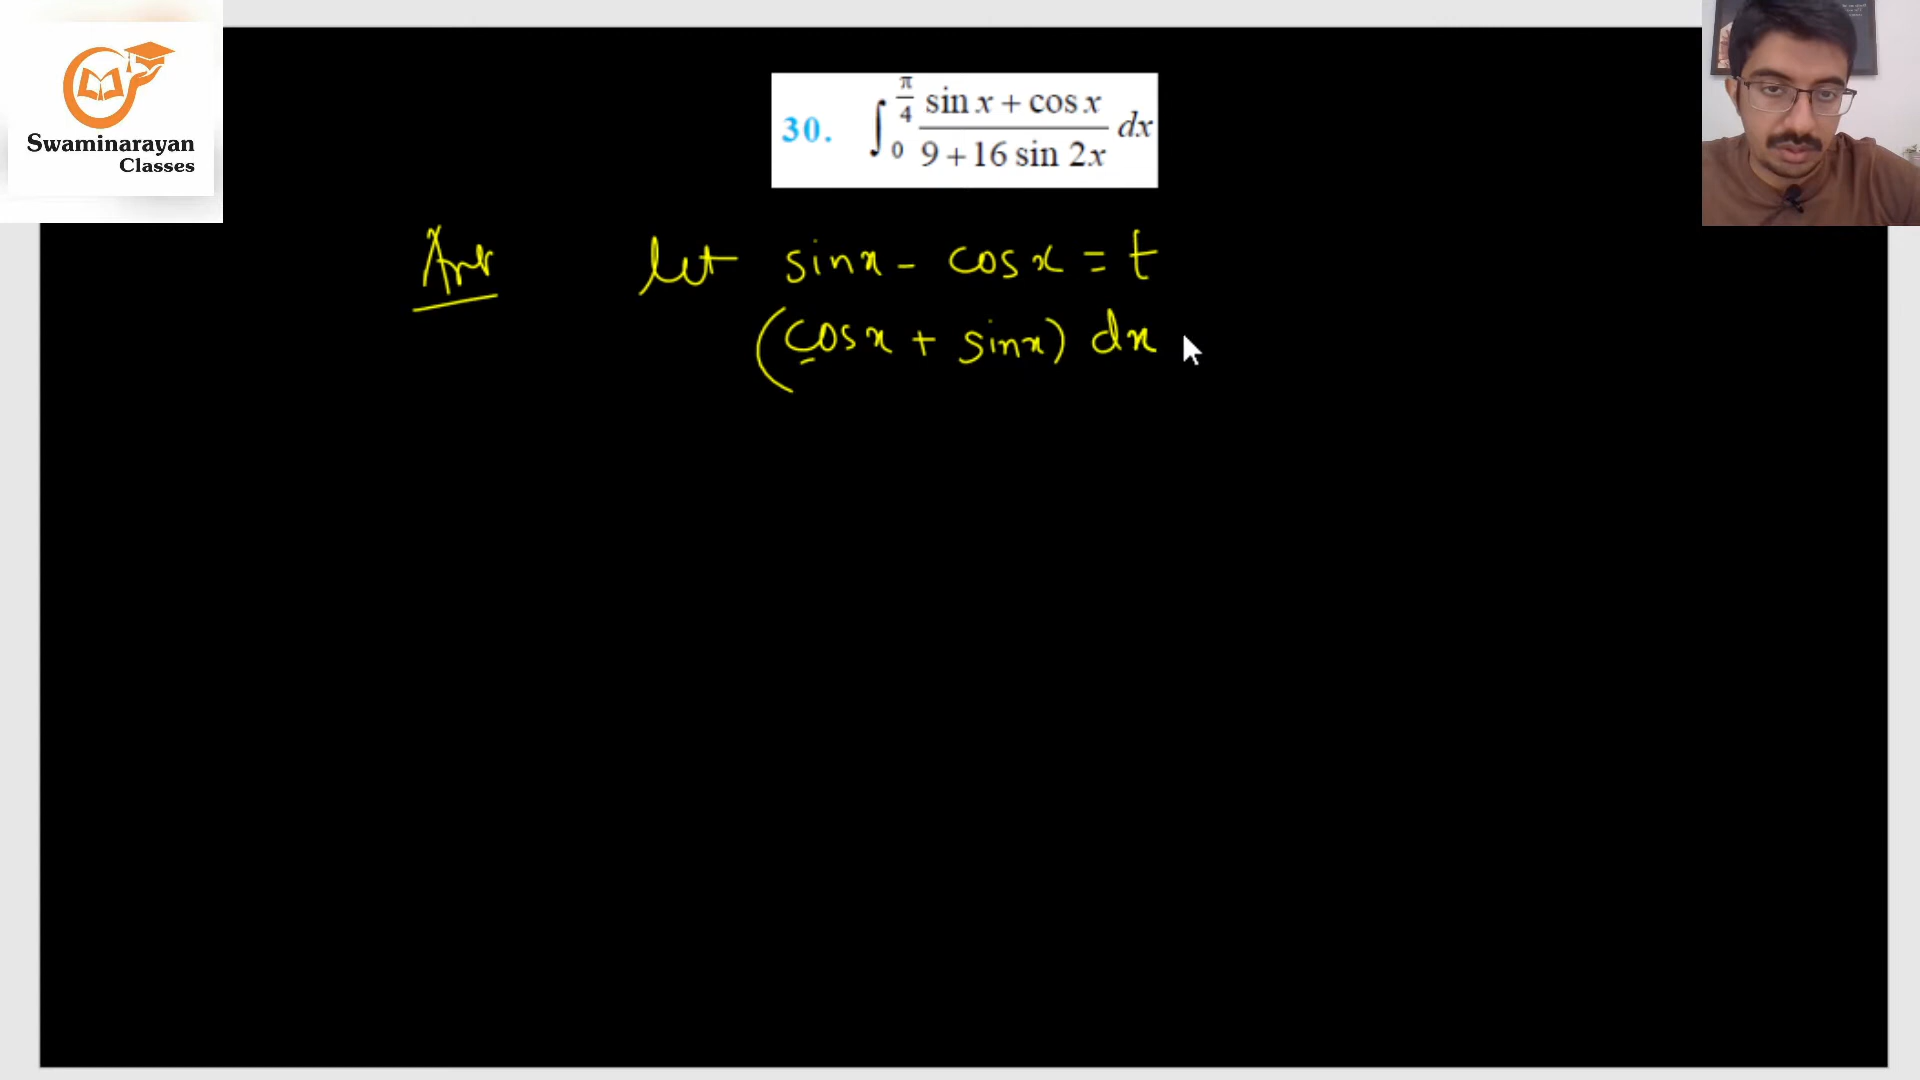 Swaminarayan
Classes
30. ∫₀^{π/4} (sin x + cos x)/(9 + 16 sin 2x) dx
Ans let sinx - cosx = t
(cosx + sinx) dx